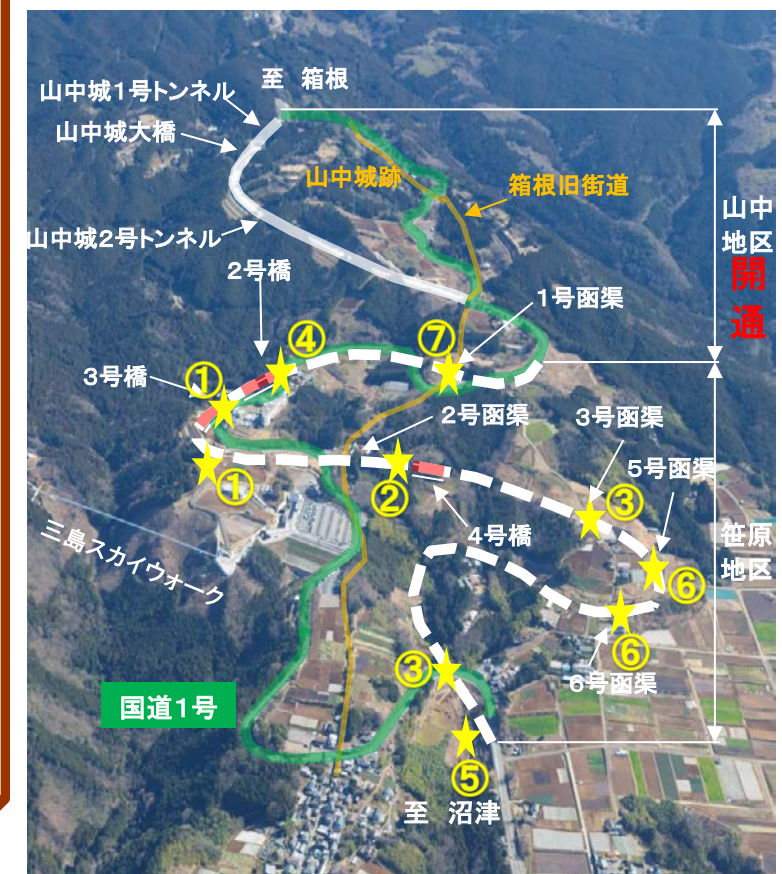 至 箱根
山中城1号トンネル
山中城大橋
山中城跡
箱根旧街道
山中
地区
開
通
山中城2号トンネル
2号橋
1号函渠
④
⑦
3号橋
①
2号函渠
3号函渠
①
②
5号函渠
③
4号橋
笹原
地区
三島スカイウォーク
⑥
⑥
③
6号函渠
国道1号
⑤
至 沼津